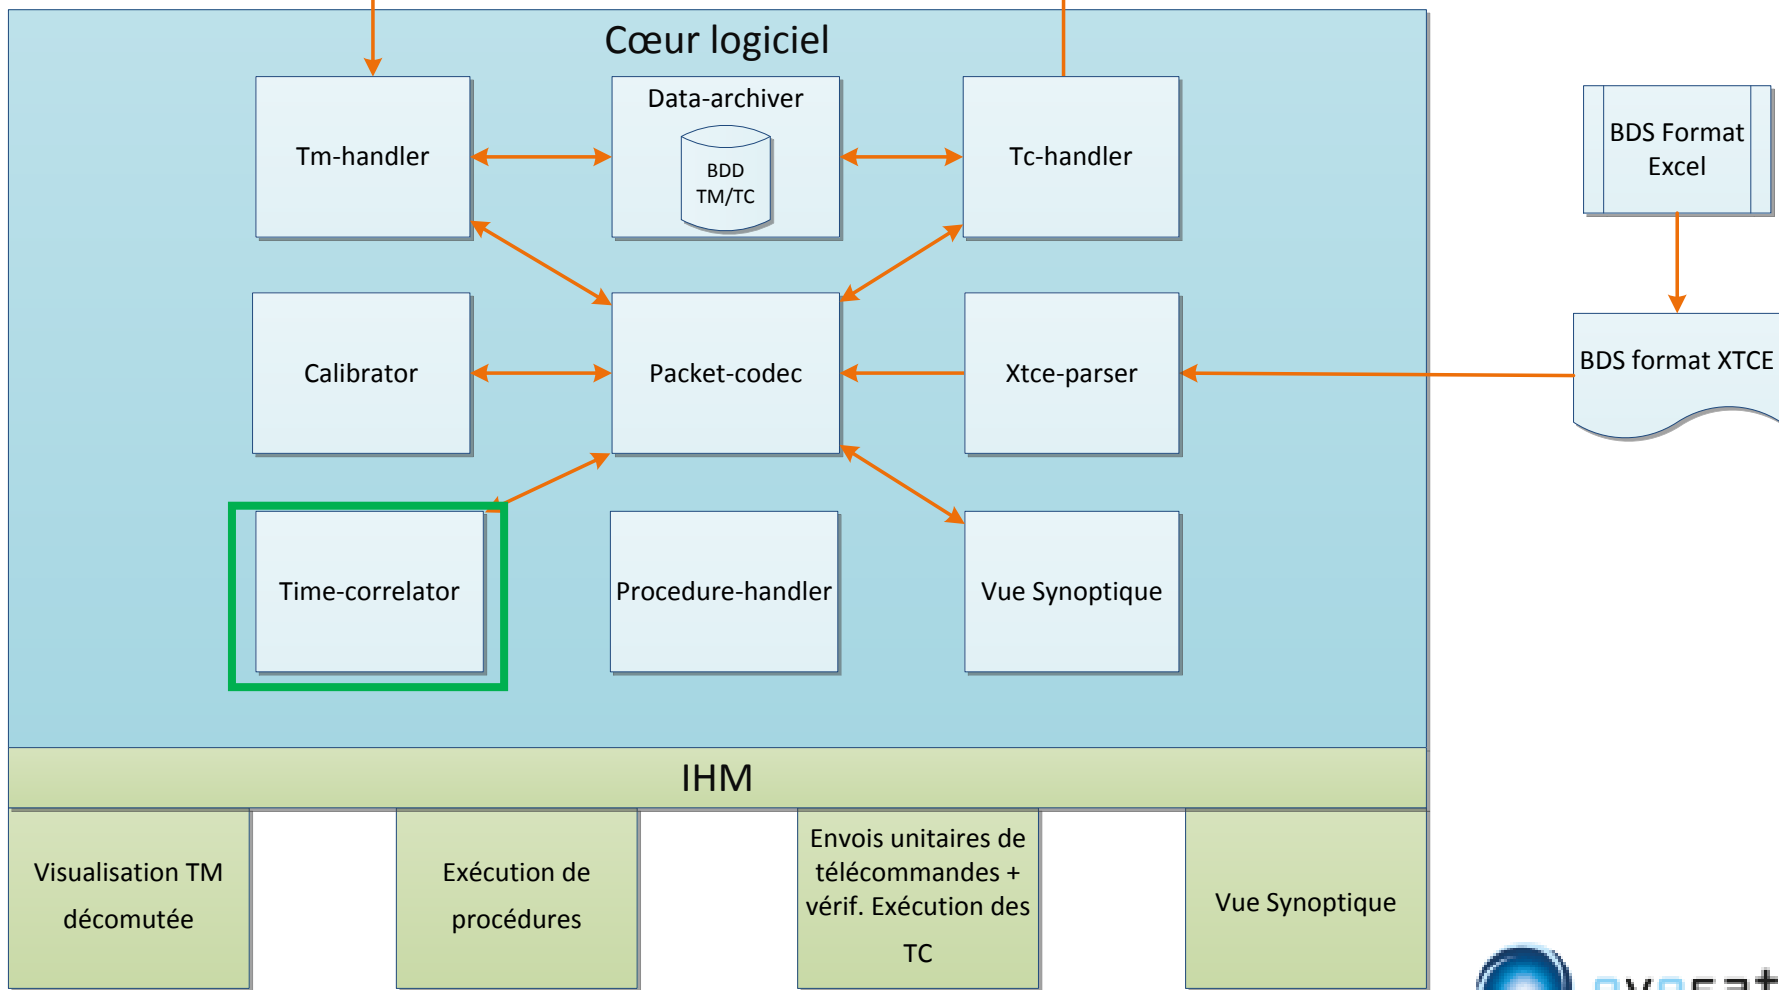 Cœur logiciel
Tm-handler
Data-archiver
BDD
TM/TC
Tc-handler
BDS Format
Excel
Calibrator
Packet-codec
Xtce-parser
BDS format XTCE
Time-correlator
Procedure-handler
Vue Synoptique
IHM
Visualisation TM
décomutée
Exécution de
procédures
Envois unitaires de
télécommandes +
vérif. Exécution des
TC
Vue Synoptique